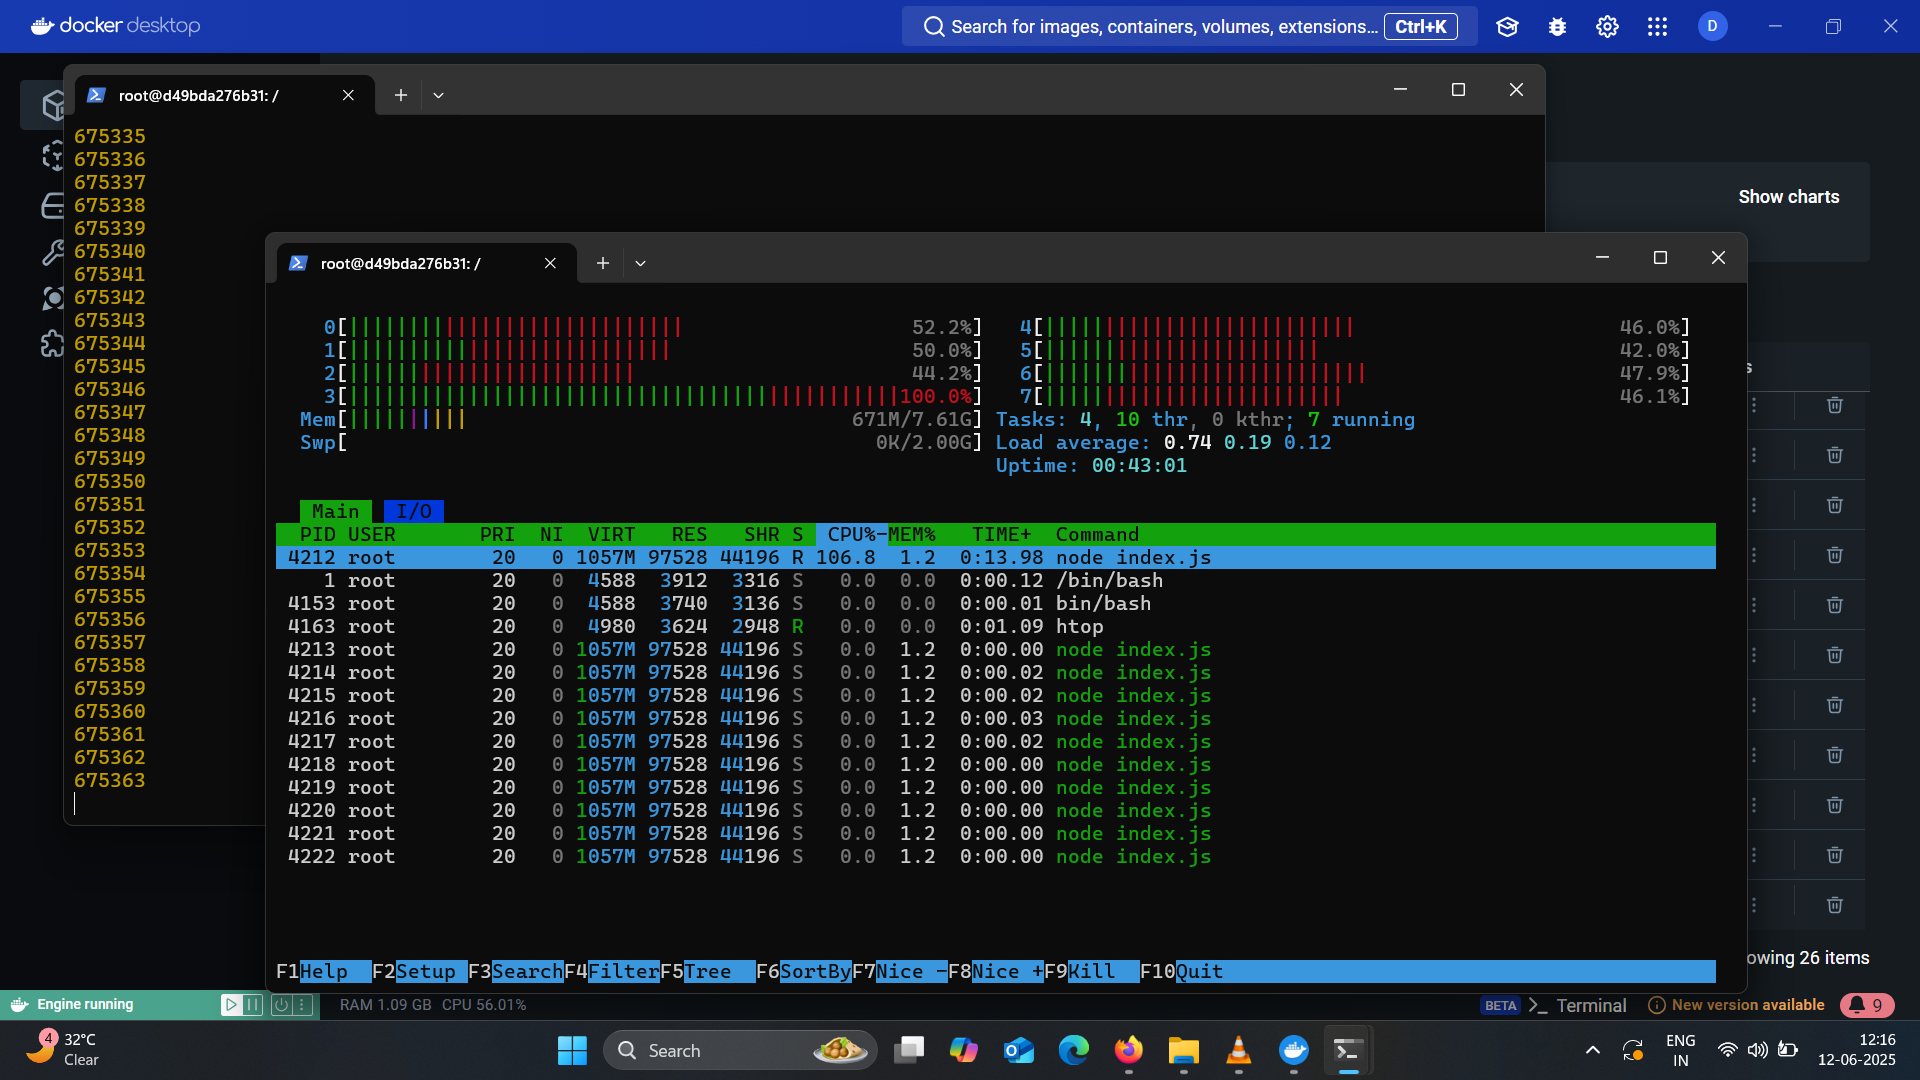 docker desktop
Search for images, containers, volumes, extensions... Ctrl+K
D
root@d49bda276b31: /
Show charts
675335
675336
675337
675338
675339
675340
675341
675342
675343
675344
675345
675346
675347
675348
675349
675350
675351
675352
675353
675354
675355
675356
675357
675358
675359
675360
675361
675362
675363
root@d49bda276b31: /
0[|||||||||||||||||||||||||||| 52.2%] 4[|||||||||||||||||||||||||| 46.0%]
1[||||||||||||||||||||||||||| 50.0%] 5[||||||||||||||||||||||| 42.0%]
2[|||||||||||||||||||||||| 44.2%] 6[||||||||||||||||||||||||||| 47.9%]
3[||||||||||||||||||||||||||||||||||||||||||||||100.0%] 7[||||||||||||||||||||||||| 46.1%]
Mem[|||||||||| 671M/7.61G] Tasks: 4, 10 thr, 0 kthr; 7 running
Swp[ 0K/2.00G] Load average: 0.74 0.19 0.12
Uptime: 00:43:01
Main I/O
PID USER PRI NI VIRT RES SHR S CPU%-MEM% TIME+ Command
4212 root 20 0 1057M 97528 44196 R 106.8 1.2 0:13.98 node index.js
1 root 20 0 4588 3912 3316 S 0.0 0.0 0:00.12 /bin/bash
4153 root 20 0 4588 3740 3136 S 0.0 0.0 0:00.01 bin/bash
4163 root 20 0 4980 3624 2948 R 0.0 0.0 0:01.09 htop
4213 root 20 0 1057M 97528 44196 S 0.0 1.2 0:00.00 node index.js
4214 root 20 0 1057M 97528 44196 S 0.0 1.2 0:00.02 node index.js
4215 root 20 0 1057M 97528 44196 S 0.0 1.2 0:00.02 node index.js
4216 root 20 0 1057M 97528 44196 S 0.0 1.2 0:00.03 node index.js
4217 root 20 0 1057M 97528 44196 S 0.0 1.2 0:00.02 node index.js
4218 root 20 0 1057M 97528 44196 S 0.0 1.2 0:00.00 node index.js
4219 root 20 0 1057M 97528 44196 S 0.0 1.2 0:00.00 node index.js
4220 root 20 0 1057M 97528 44196 S 0.0 1.2 0:00.00 node index.js
4221 root 20 0 1057M 97528 44196 S 0.0 1.2 0:00.00 node index.js
4222 root 20 0 1057M 97528 44196 S 0.0 1.2 0:00.00 node index.js
F1Help F2Setup F3SearchF4FilterF5Tree F6SortByF7Nice -F8Nice +F9Kill F10Quit
owing 26 items
Engine running RAM 1.09 GB CPU 56.01% BETA Terminal New version available 9
4 32°C
Clear
Search
ENG
IN
12:16
12-06-2025